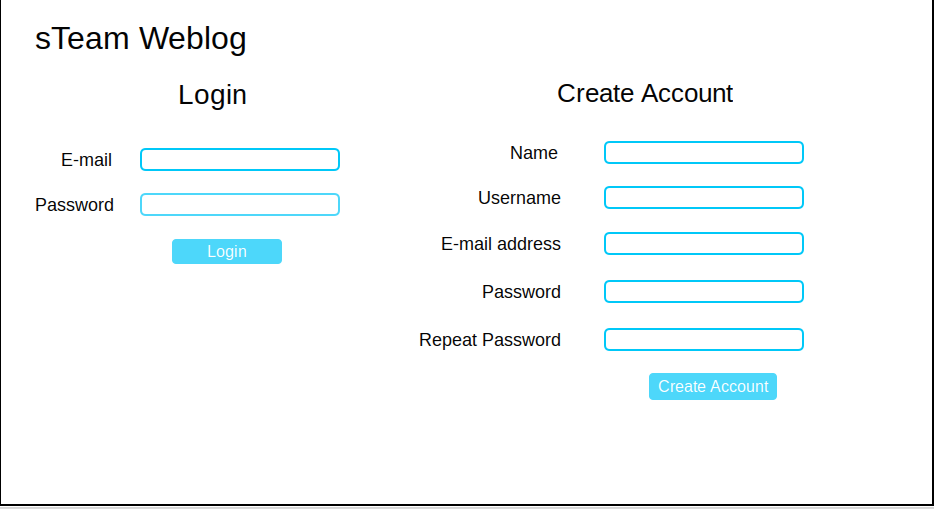 sTeam Weblog
Login
E-mail
Password
Login
Create Account
Name
Username
E-mail address
Password
Repeat Password
Create Account